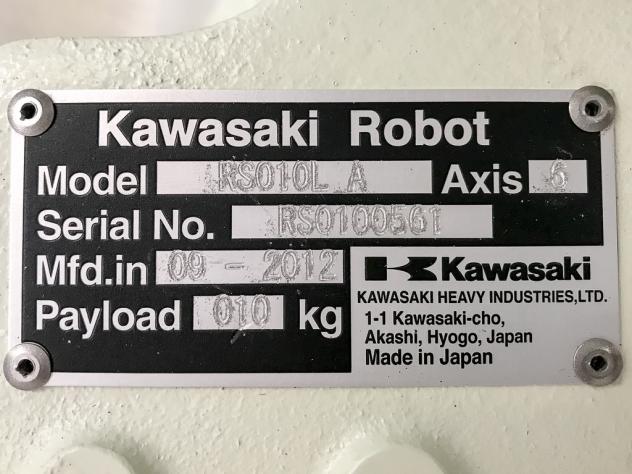 Kawasaki Robot
Model RS010L A Axis 6
Serial No. RS0100561
Mfd.in 09 - 2012
Payload 010 kg
Kawasaki
KAWASAKI HEAVY INDUSTRIES,LTD.
1-1 Kawasaki-cho,
Akashi, Hyogo, Japan
Made in Japan